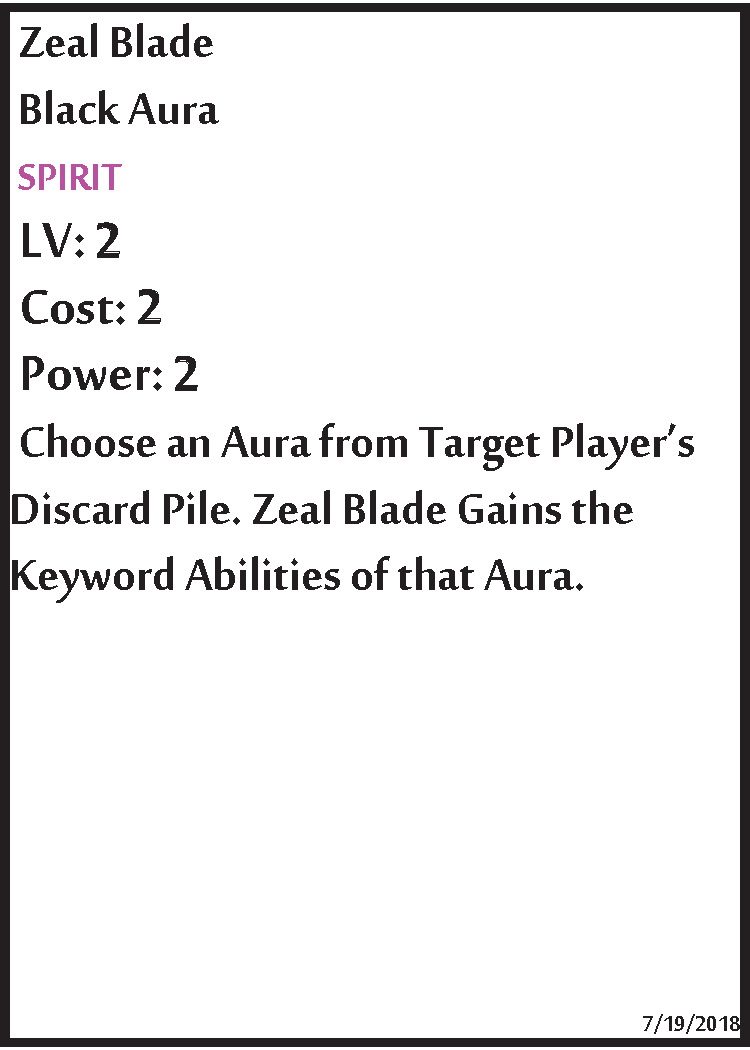 Zeal Blade
Black Aura
SPIRIT
LV: 2
Cost: 2
Power: 2
Choose an Aura from Target Player's
Discard Pile. Zeal Blade Gains the
Keyword Abilities of that Aura.
7/19/2018